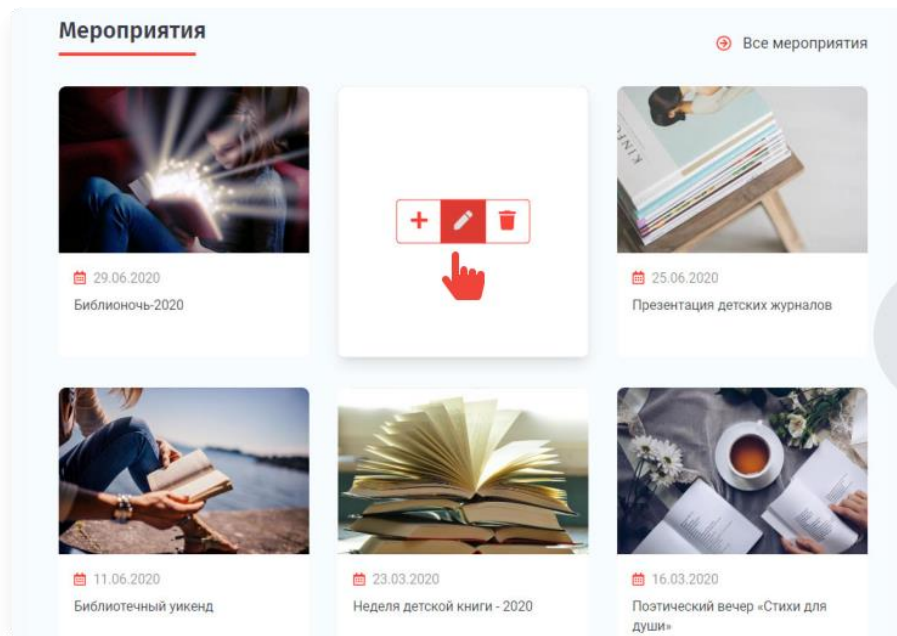 Мероприятия
Все мероприятия
KINFO
29.06.2020
Библионочь-2020
25.06.2020
Презентация детских журналов
11.06.2020
Библиотечный уикенд
23.03.2020
Неделя детской книги - 2020
16.03.2020
Поэтический вечер «Стихи для
души»